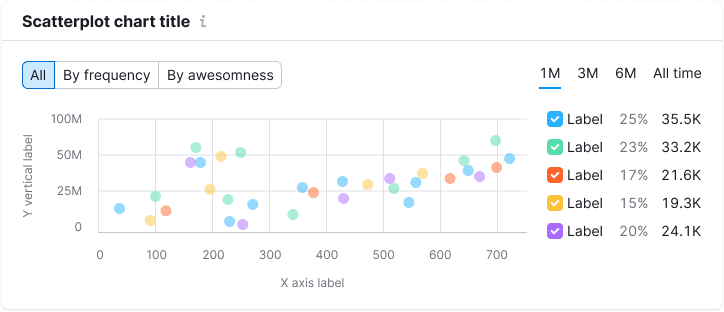 Scatterplot chart title i
All By frequency By awesomness
1M 3M 6M All time
Y vertical label
100M
50M
25M
0
0 100 200 300 400 500 600 700
X axis label
Label 25% 35.5K
Label 23% 33.2K
Label 17% 21.6K
Label 15% 19.3K
Label 20% 24.1K